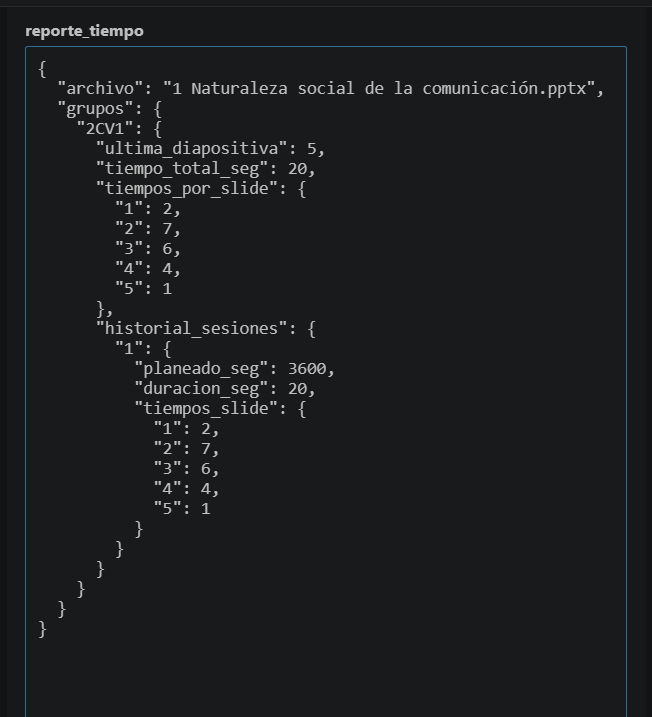 reporte_tiempo
{
  "archivo": "1 Naturaleza social de la comunicación.pptx",
  "grupos": {
    "2CV1": {
      "ultima_diapositiva": 5,
      "tiempo_total_seg": 20,
      "tiempos_por_slide": {
        "1": 2,
        "2": 7,
        "3": 6,
        "4": 4,
        "5": 1
      },
      "historial_sesiones": {
        "1": {
          "planeado_seg": 3600,
          "duracion_seg": 20,
          "tiempos_slide": {
            "1": 2,
            "2": 7,
            "3": 6,
            "4": 4,
            "5": 1
          }
        }
      }
    }
  }
}